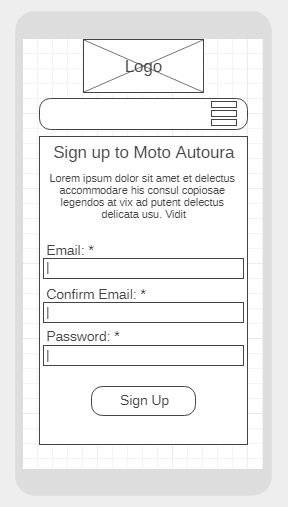 Logo
Sign up to Moto Autoura
Lorem ipsum dolor sit amet et delectus
accommodare his consul copiosae
legendos at vix ad putent delectus
delicata usu. Vidit
Email: *
Confirm Email: *
Password: *
Sign Up